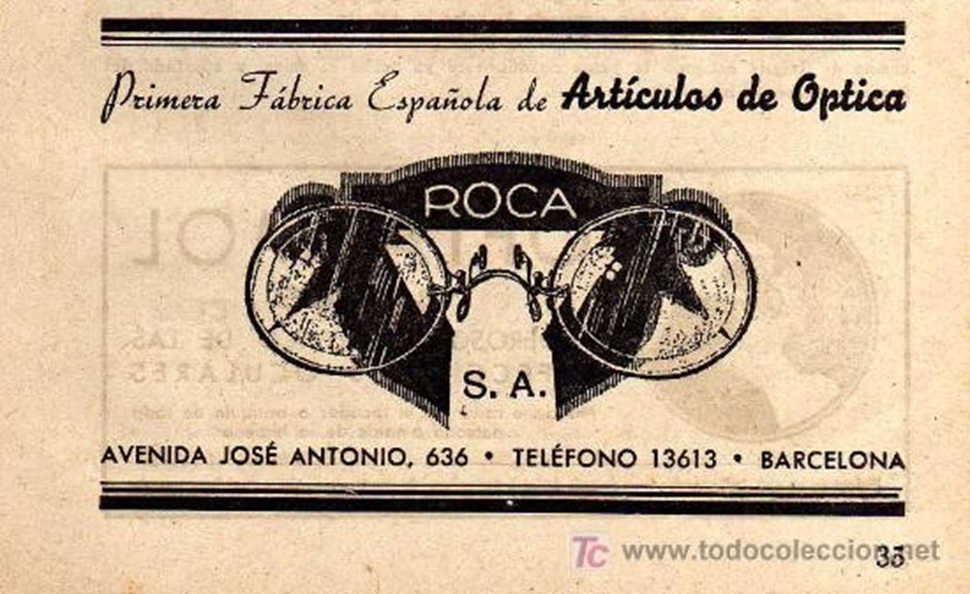 Primera Fábrica Española de Artículos de Optica
ROCA
S. A.
AVENIDA JOSÉ ANTONIO, 636 • TELÉFONO 13613 • BARCELONA
TC www.todocoleccion.net
35